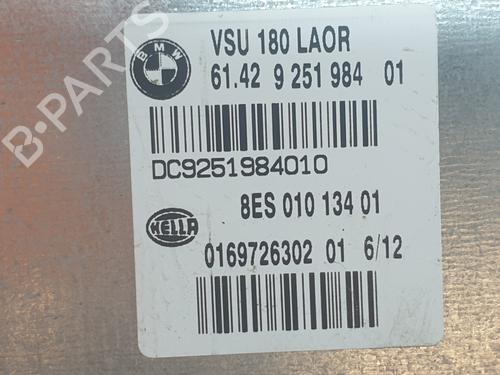 BMW
VSU 180 LAOR
61.42 9 251 984 01
DC9251984010
8ES 010 134 01
HELLA
0169726302 01 6/12
B-PARTS